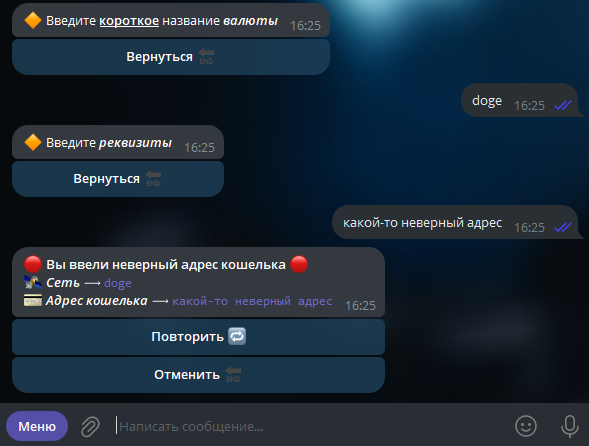 🔶 Введите короткое название валюты 16:25
Вернуться 🔚
doge 16:25
🔶 Введите реквизиты 16:25
Вернуться 🔚
какой-то неверный адрес 16:25
🔴 Вы ввели неверный адрес кошелька 🔴
🛰 Сеть ⟶ doge
💳 Адрес кошелька ⟶ какой-то неверный адрес 16:25
Повторить 🔁
Отменить 🔚
Меню Написать сообщение...